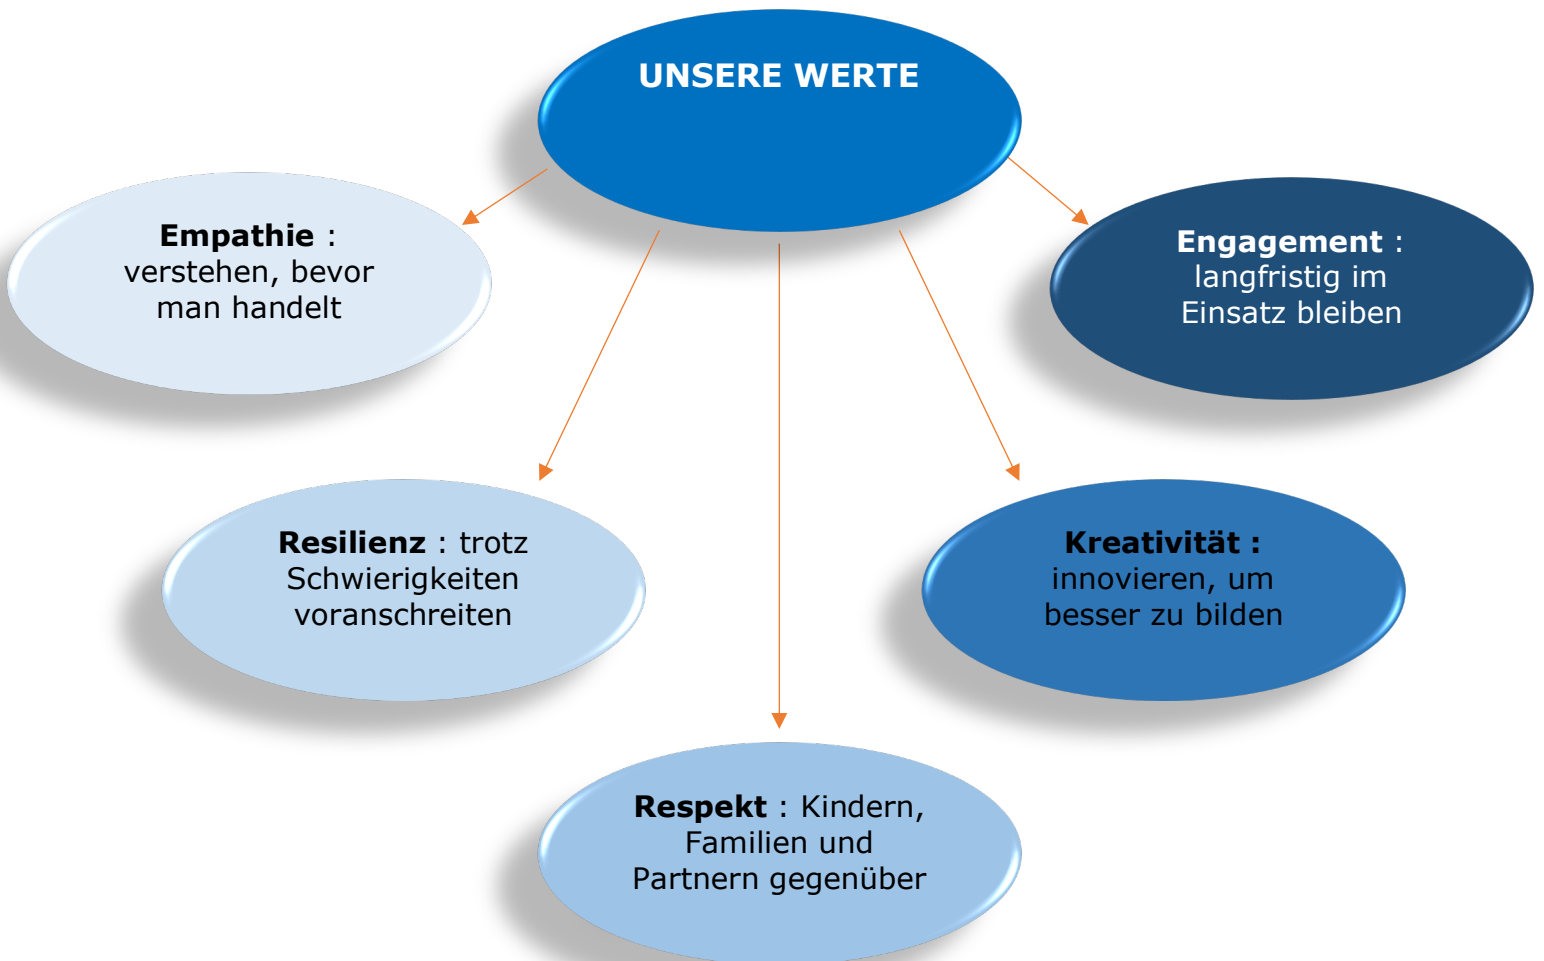 UNSERE WERTE
Empathie :
verstehen, bevor
man handelt
Engagement :
langfristig im
Einsatz bleiben
Resilienz : trotz
Schwierigkeiten
voranschreiten
Kreativität :
innovieren, um
besser zu bilden
Respekt : Kindern,
Familien und
Partnern gegenüber